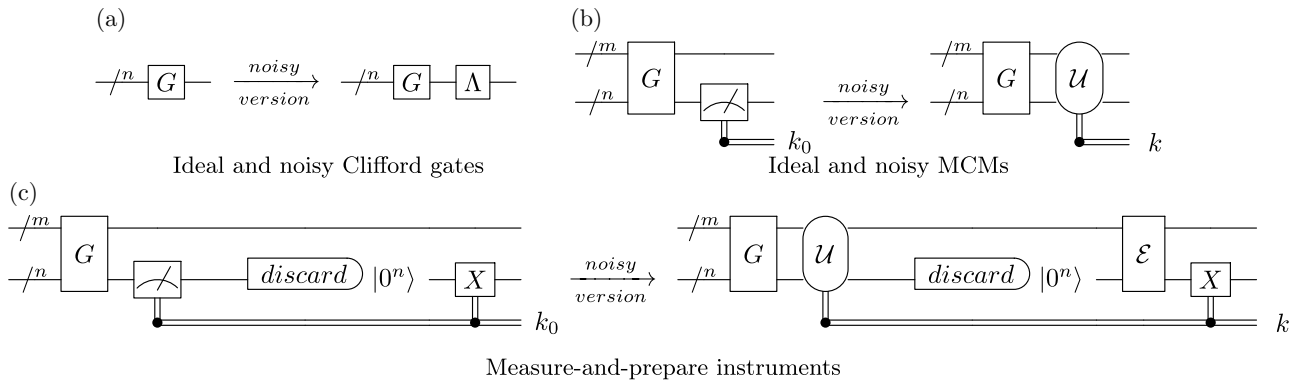 (a)
(b)
n G noisy version n G Λ
m n G k₀ noisy version m n G 𝒰 k
Ideal and noisy Clifford gates
Ideal and noisy MCMs
(c)
m n G discard |0ⁿ⟩ X k₀ noisy version m n G 𝒰 discard |0ⁿ⟩ ℰ X k
Measure-and-prepare instruments